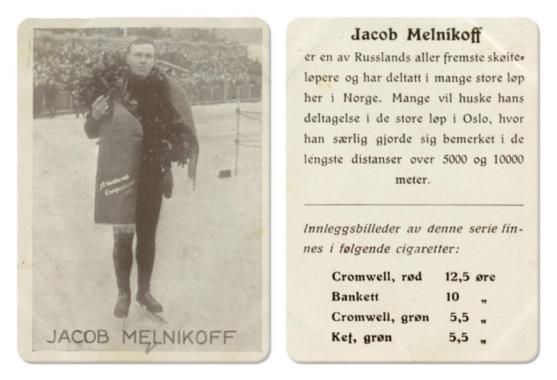 Arbeidernes
JACOB MELNIKOFF
Jacob Melnikoff
er en av Russlands aller fremste skøite-
løpere og har deltatt i mange store løp
her i Norge. Mange vil huske hans
deltagelse i de store løp i Oslo, hvor
han særlig gjorde sig bemerket i de
lengste distanser over 5000 og 10000
meter.
Innleggsbilleder av denne serie fin-
nes i følgende cigaretter:
Cromwell, rød 12,5 øre
Bankett 10 „
Cromwell, grøn 5,5 „
Kef, grøn 5,5 „